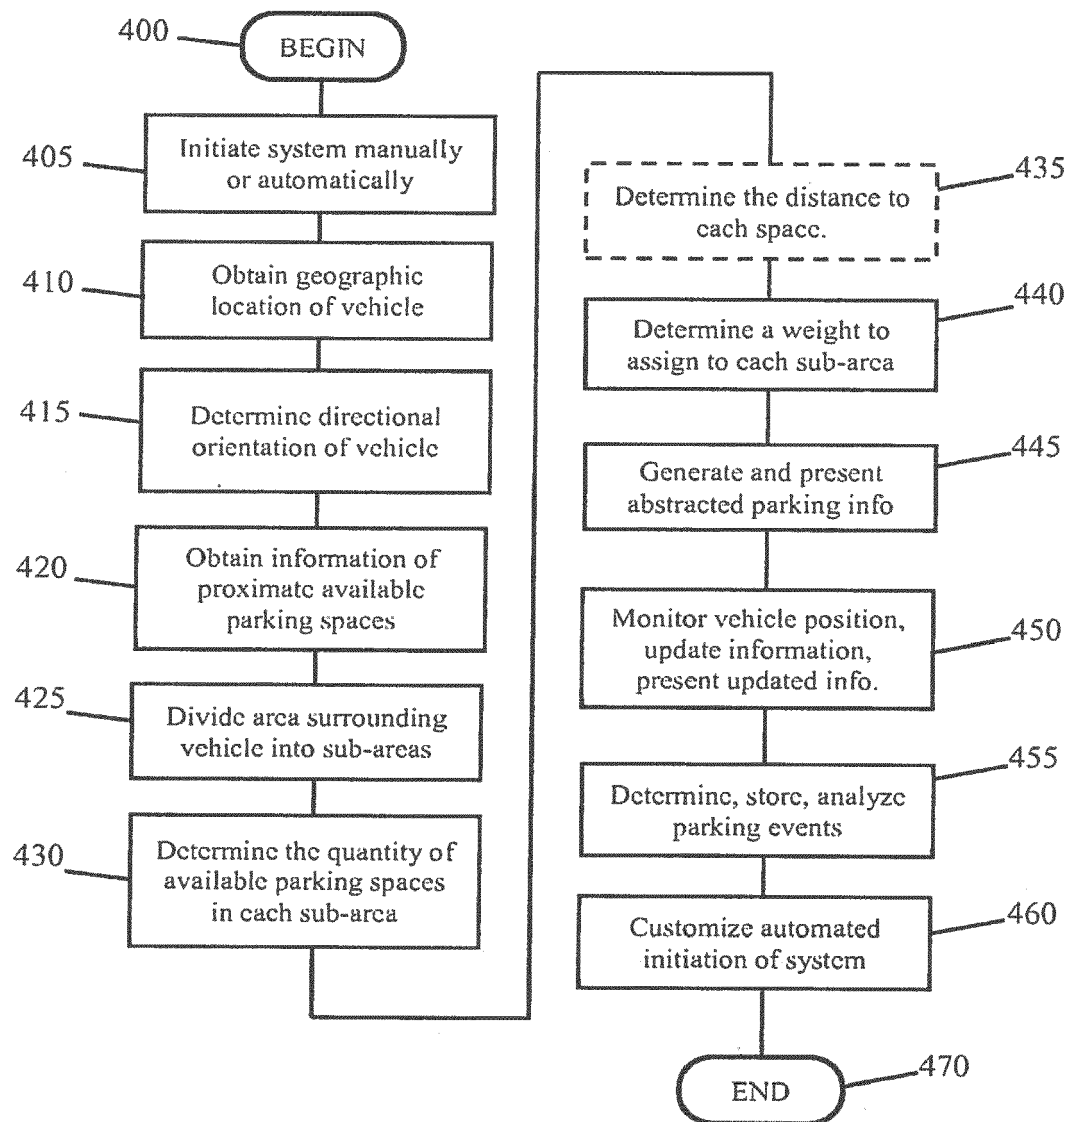 400
BEGIN
405
Initiate system manually
or automatically
410
Obtain geographic
location of vehicle
415
Determine directional
orientation of vehicle
420
Obtain information of
proximate available
parking spaces
425
Divide area surrounding
vehicle into sub-areas
430
Determine the quantity of
available parking spaces
in each sub-area
435
Determine the distance to
each space.
440
Determine a weight to
assign to each sub-area
445
Generate and present
abstracted parking info
450
Monitor vehicle position,
update information,
present updated info.
455
Determine, store, analyze
parking events
460
Customize automated
initiation of system
END
470